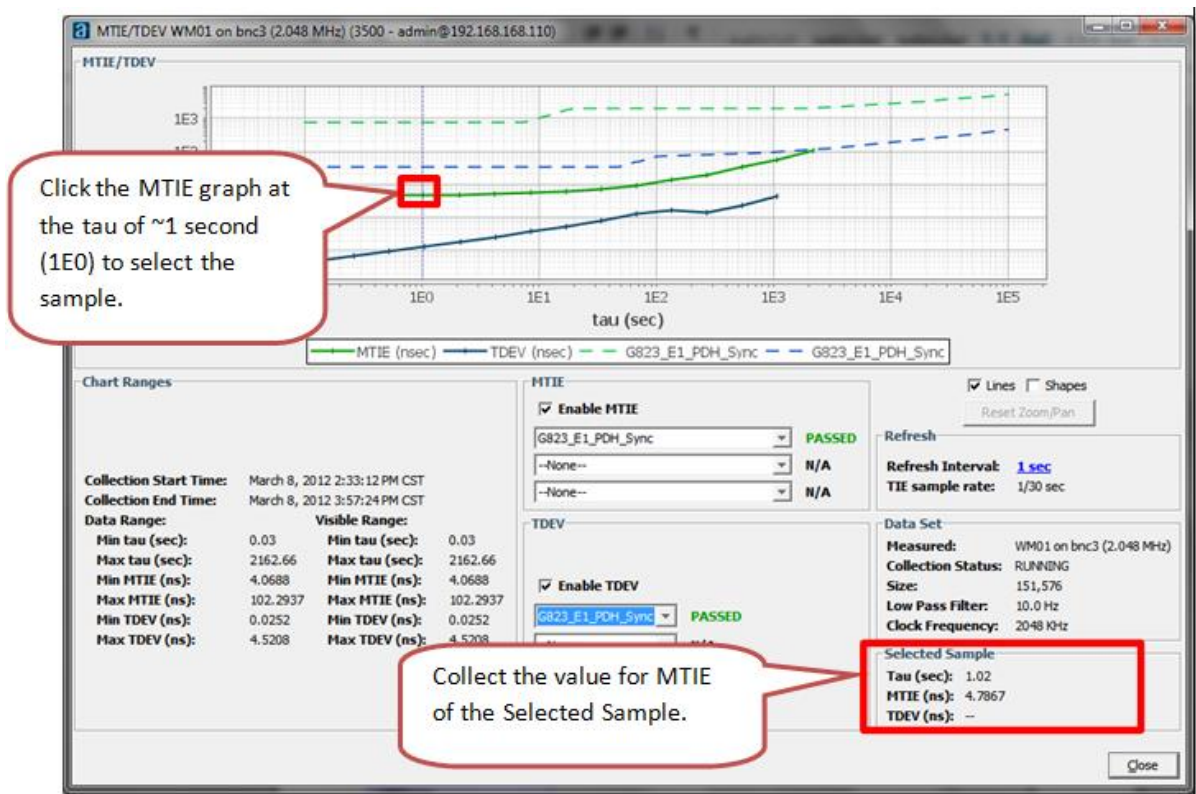 MTIE/TDEV WM01 on bnc3 (2.048 MHz) (3500 - admin@192.168.168.110)
MTIE/TDEV
1E3
Click the MTIE graph at
the tau of ~1 second
(1E0) to select the
sample.
1E0 1E1 1E2 1E3 1E4 1E5
tau (sec)
MTIE (nsec) TDEV (nsec) G823_E1_PDH_Sync G823_E1_PDH_Sync
Chart Ranges
Collection Start Time: March 8, 2012 2:33:12 PM CST
Collection End Time: March 8, 2012 3:57:24 PM CST
Data Range: Visible Range:
Min tau (sec): 0.03 Min tau (sec): 0.03
Max tau (sec): 2162.66 Max tau (sec): 2162.66
Min MTIE (ns): 4.0688 Min MTIE (ns): 4.0688
Max MTIE (ns): 102.2937 Max MTIE (ns): 102.2937
Min TDEV (ns): 0.0252 Min TDEV (ns): 0.0252
Max TDEV (ns): 4.5208 Max TDEV (ns): 4.5208
MTIE
Enable MTIE
G823_E1_PDH_Sync PASSED
--None-- N/A
--None-- N/A
TDEV
Enable TDEV
G823_E1_PDH_Sync PASSED
Lines Shapes
Reset Zoom/Pan
Refresh
Refresh Interval: 1 sec
TIE sample rate: 1/30 sec
Data Set
Measured: WM01 on bnc3 (2.048 MHz)
Collection Status: RUNNING
Size: 151,576
Low Pass Filter: 10.0 Hz
Clock Frequency: 2048 KHz
Selected Sample
Tau (sec): 1.02
MTIE (ns): 4.7867
TDEV (ns): --
Collect the value for MTIE
of the Selected Sample.
Close